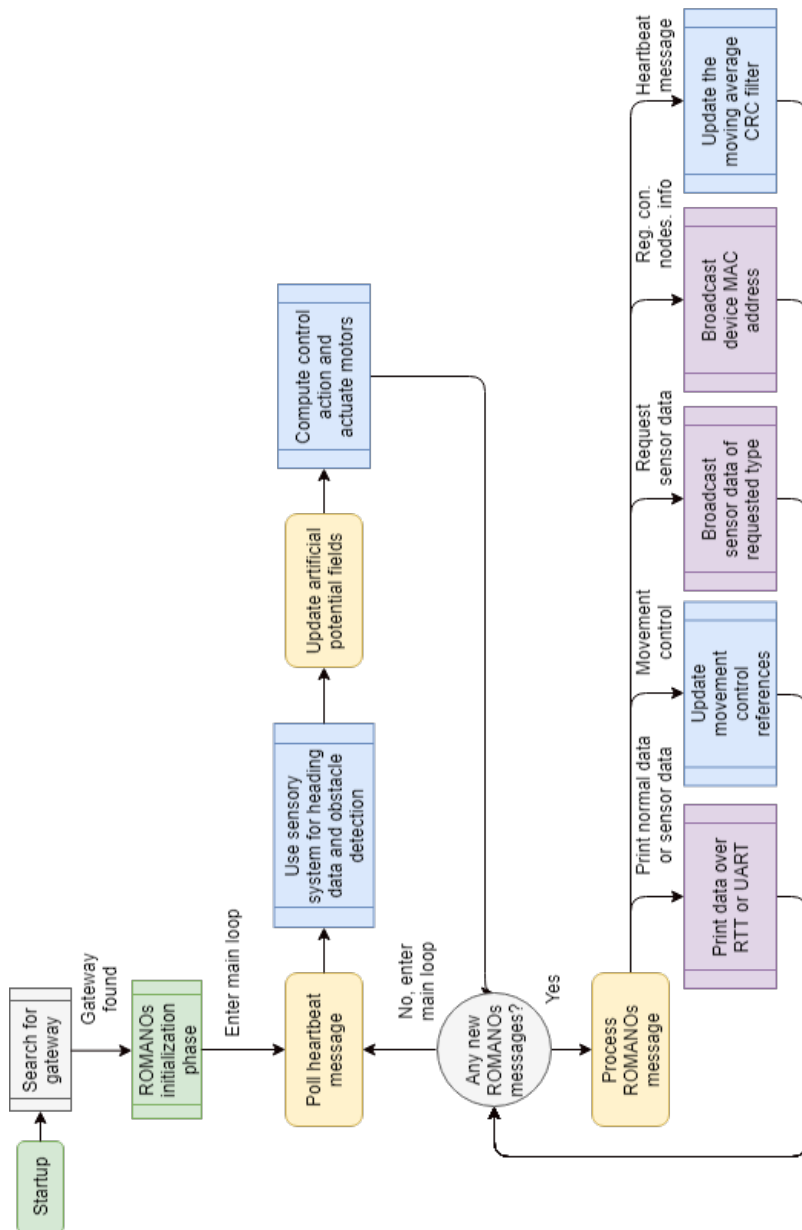 Startup
Search for
gateway
Gateway
found
ROMANOs
initialization
phase
Enter main loop
Poll heartbeat
message
Use sensory
system for heading
data and obstacle
detection
Update artificial
potential fields
Compute control
action and
actuate motors
No, enter
main loop
Any new
ROMANOs
messages?
Yes
Process
ROMANOs
message
Print normal data
or sensor data
Movement
control
Request
sensor data
Reg. con.
nodes. info
Heartbeat
message
Print data over
RTT or UART
Update
movement
control
references
Broadcast
sensor data of
requested type
Broadcast
device MAC
address
Update the
moving average
CRC filter